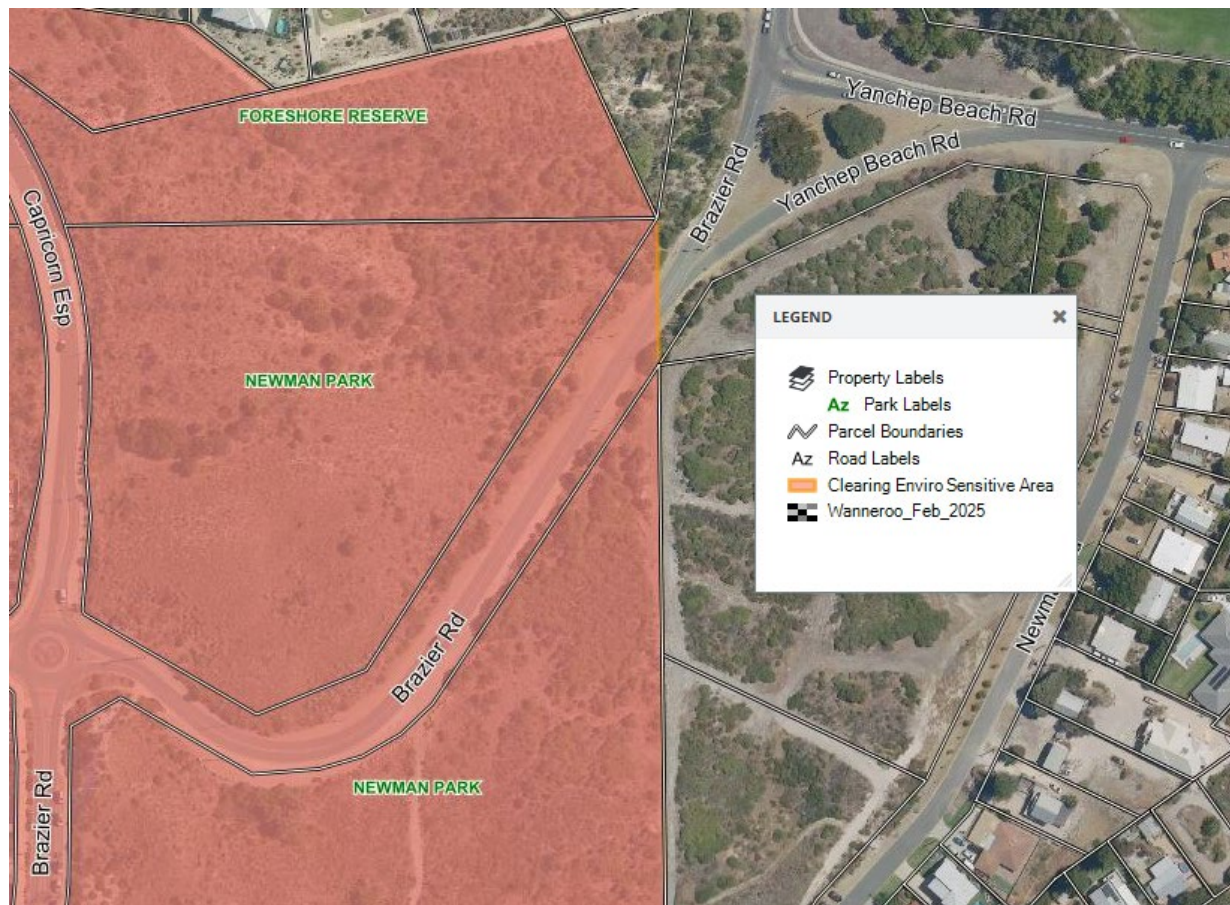 FORESHORE RESERVE
Yanchep Beach Rd
Yanchep Beach Rd
Brazier Rd
Capricorn Esp
NEWMAN PARK
LEGEND
Property Labels
Az Park Labels
Parcel Boundaries
Az Road Labels
Clearing Enviro Sensitive Area
Wanneroo_Feb_2025
Brazier Rd
NEWMAN PARK
Brazier Rd